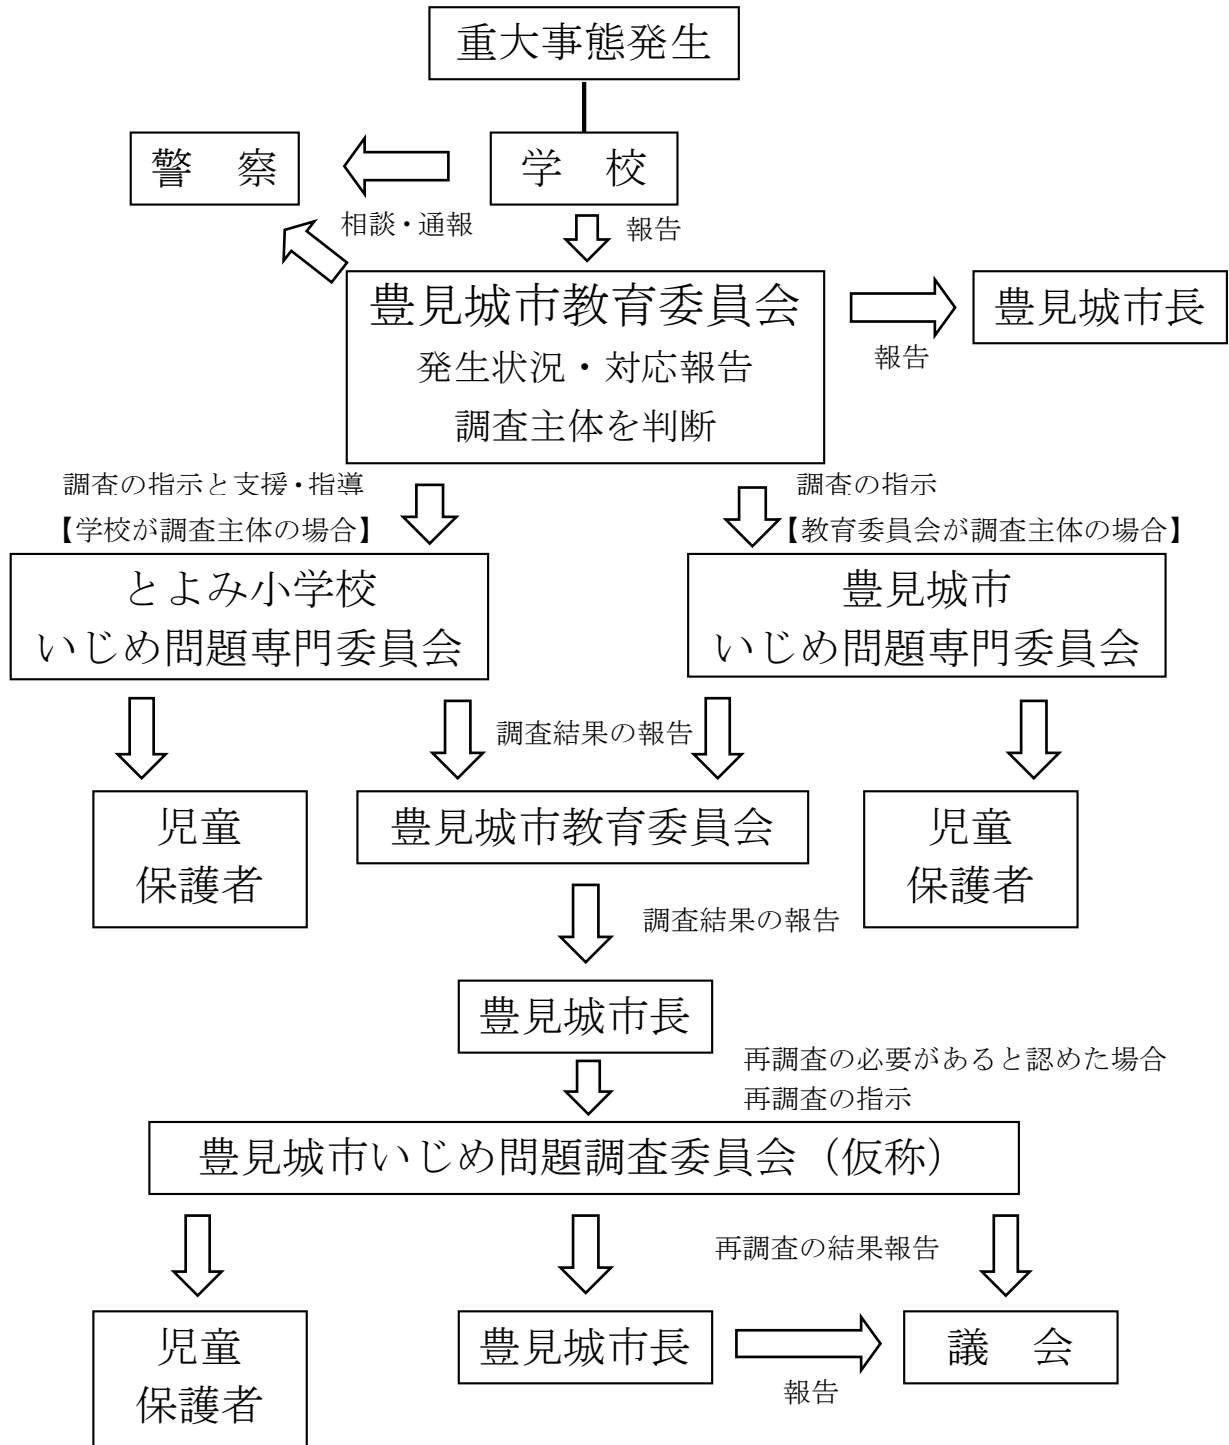 重大事態発生
警　察
学　校
相談・通報
報告
豊見城市教育委員会
発生状況・対応報告
調査主体を判断
豊見城市長
報告
調査の指示と支援・指導
調査の指示
【学校が調査主体の場合】
【教育委員会が調査主体の場合】
とよみ小学校
いじめ問題専門委員会
豊見城市
いじめ問題専門委員会
調査結果の報告
児童
保護者
豊見城市教育委員会
児童
保護者
調査結果の報告
豊見城市長
再調査の必要があると認めた場合
再調査の指示
豊見城市いじめ問題調査委員会（仮称）
再調査の結果報告
児童
保護者
豊見城市長
報告
議　会